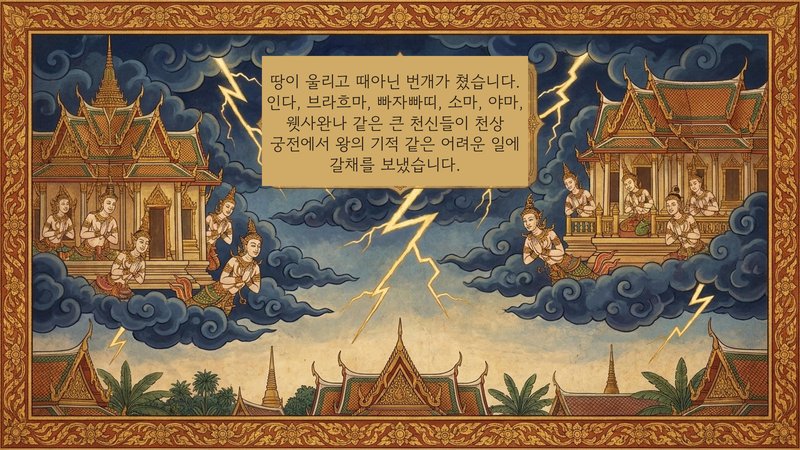 땅이 울리고 때아닌 번개가 쳤습니다.
인다, 브라흐마, 빠자빠띠, 소마, 야마,
웻사완나 같은 큰 천신들이 천상
궁전에서 왕의 기적 같은 어려운 일에
갈채를 보냈습니다.